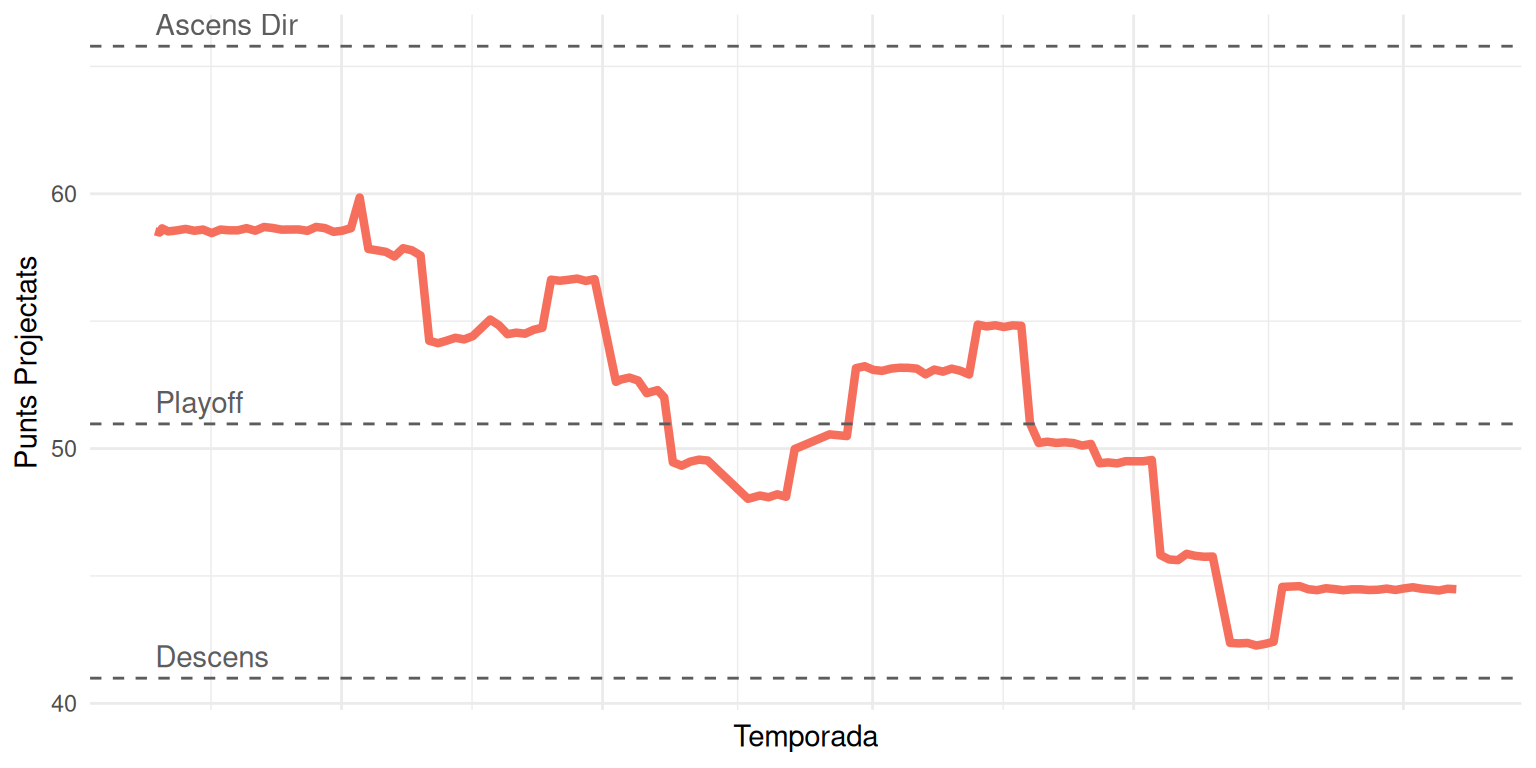 Ascens Dir
60
Punts Projectats
Playoff
50
Descens
40
Temporada